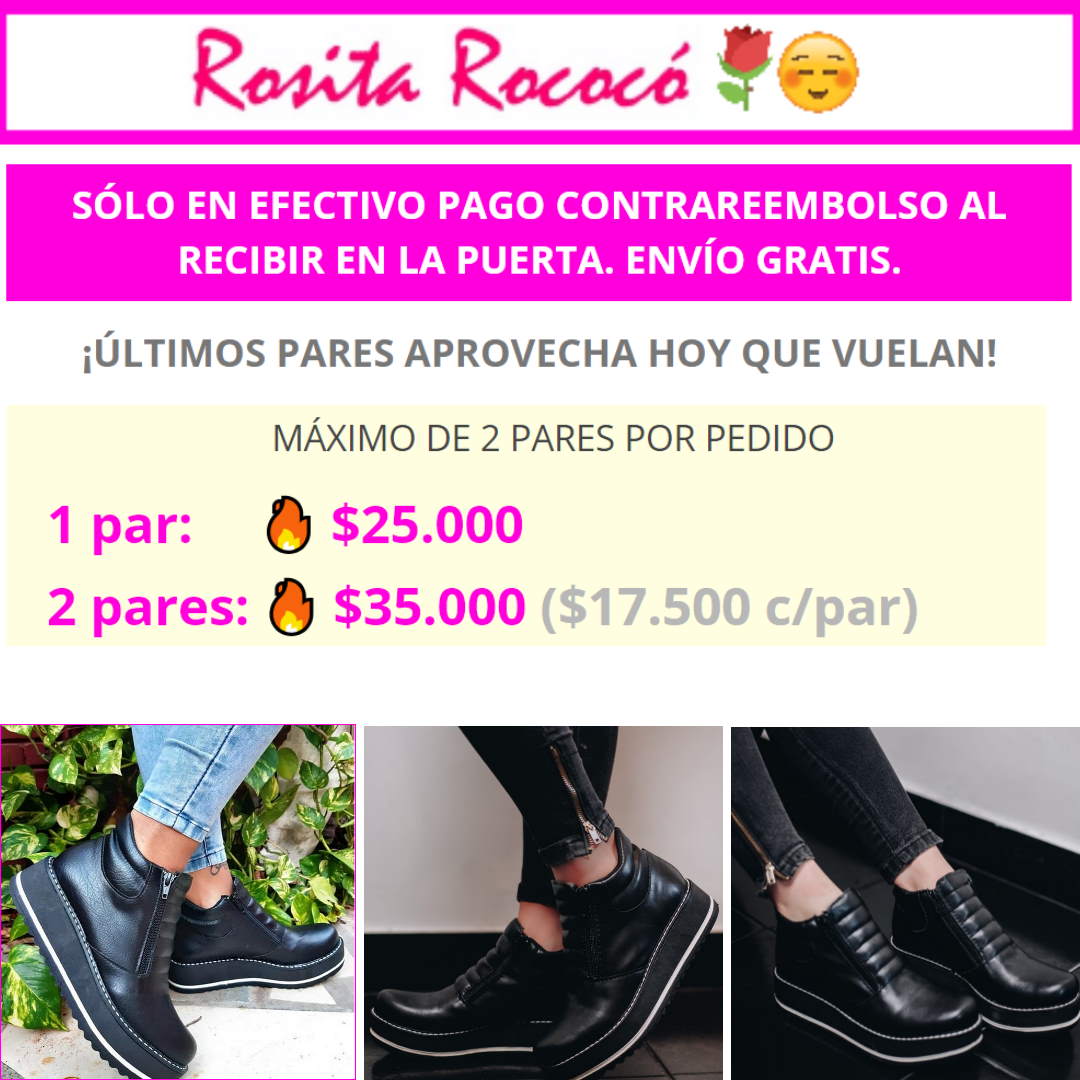 Rosita Rococó 🌹☺️
SÓLO EN EFECTIVO PAGO CONTRAREEMBOLSO AL
RECIBIR EN LA PUERTA. ENVÍO GRATIS.
¡ÚLTIMOS PARES APROVECHA HOY QUE VUELAN!
MÁXIMO DE 2 PARES POR PEDIDO
1 par: 🔥 $25.000
2 pares: 🔥 $35.000 ($17.500 c/par)